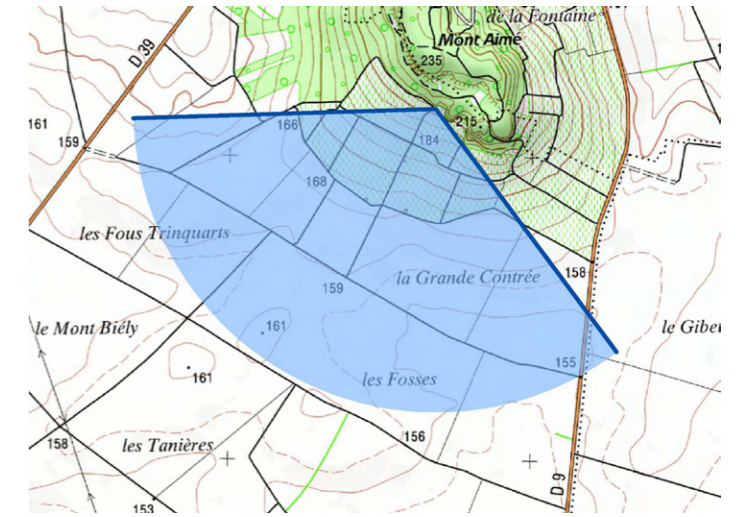 de la Fontaine
Mont Aimé
D 39
235
161
166
215
184
159
168
les Fous Trinquarts
la Grande Contrée
158
159
le Mont Biély
161
le Gibet
155
161
les Fosses
156
158
les Tanières
D 9
153